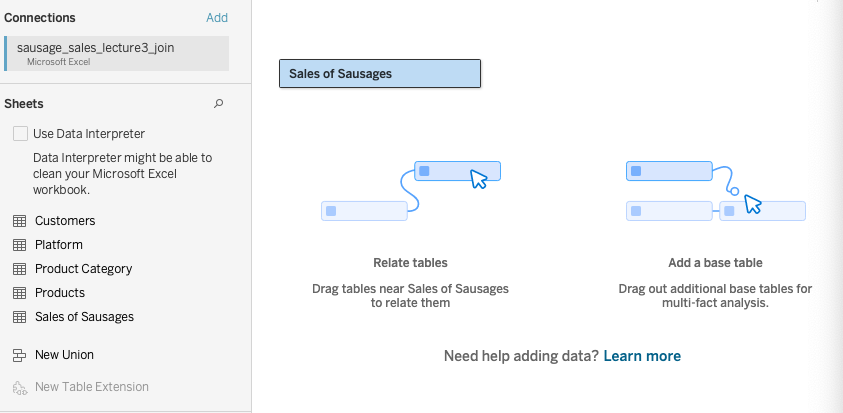 Connections Add
sausage_sales_lecture3_join
Microsoft Excel
Sheets
Use Data Interpreter
Data Interpreter might be able to
clean your Microsoft Excel
workbook.
Customers
Platform
Product Category
Products
Sales of Sausages
New Union
New Table Extension
Sales of Sausages
Relate tables
Drag tables near Sales of Sausages
to relate them
Add a base table
Drag out additional base tables for
multi-fact analysis.
Need help adding data? Learn more